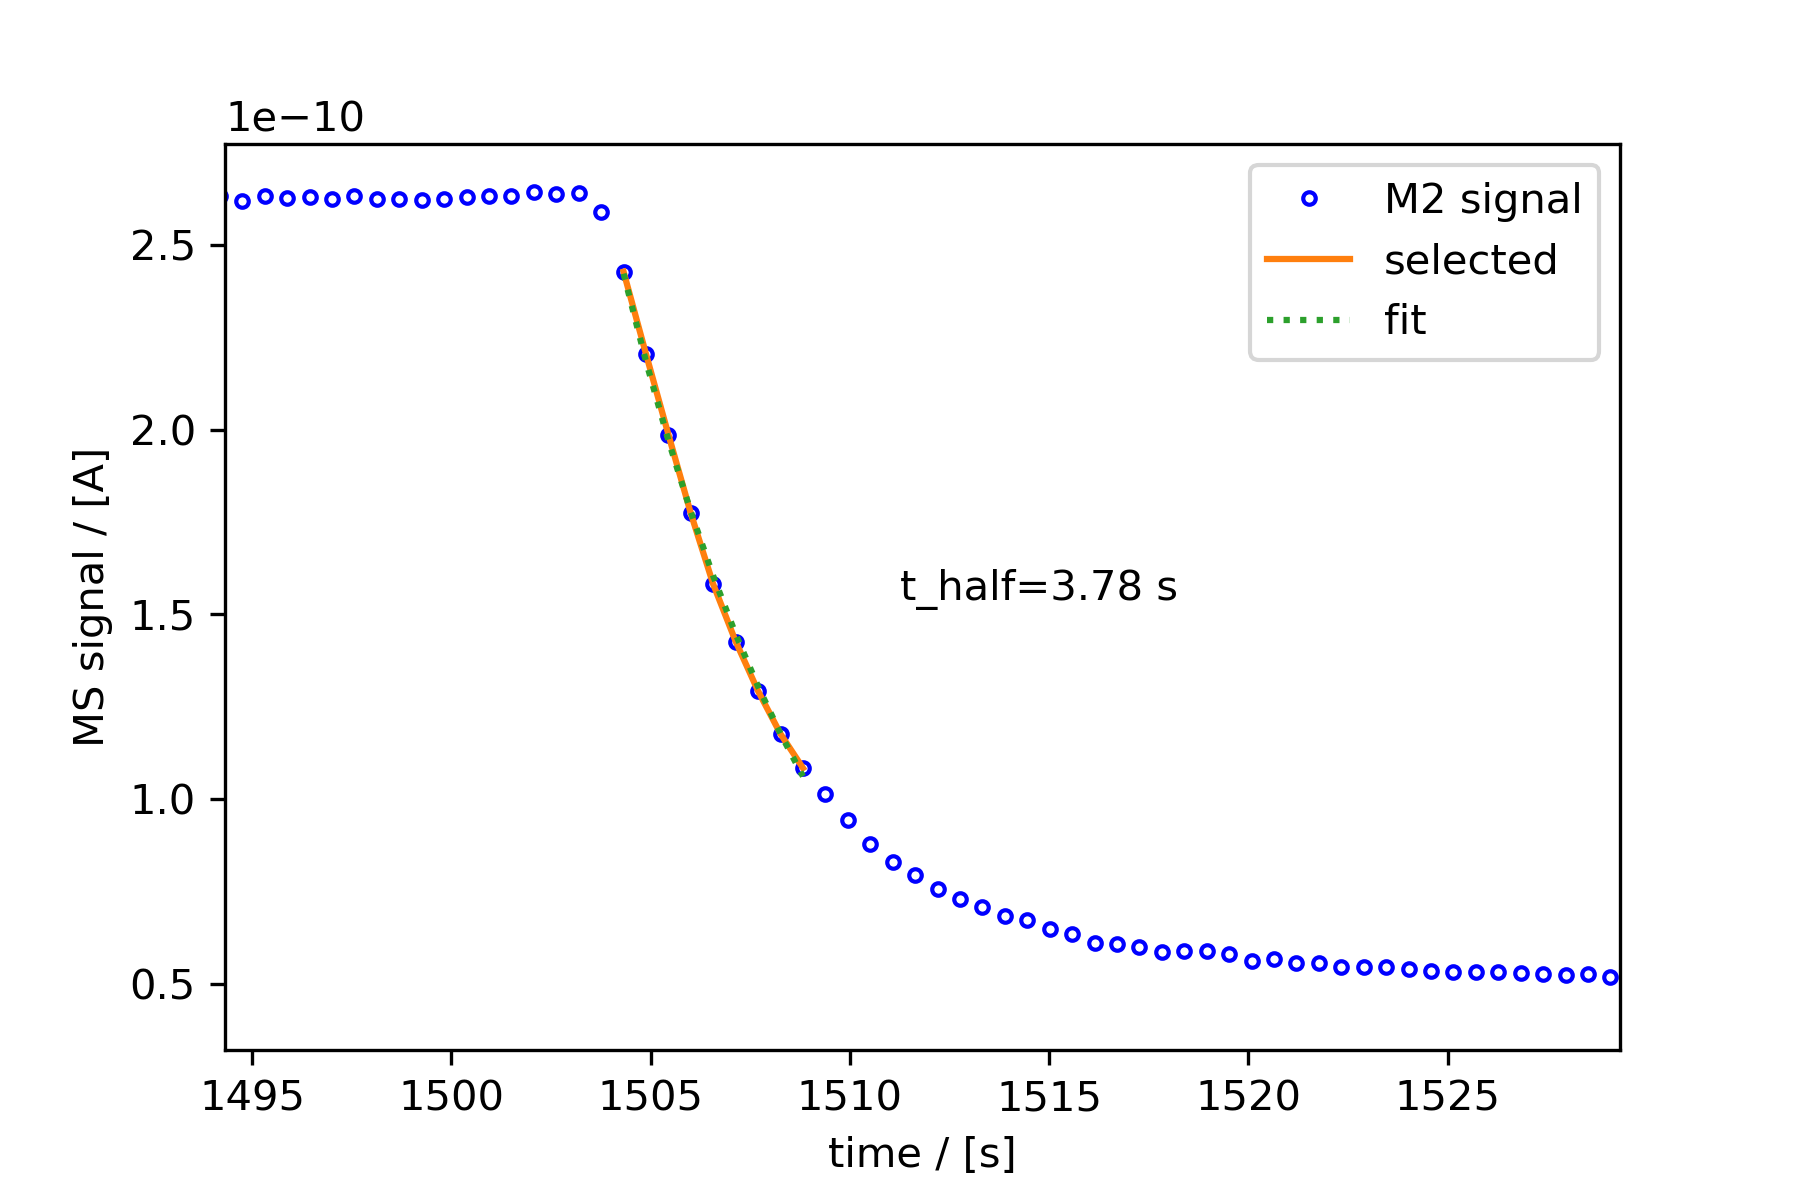 1e−10
M2 signal
selected
fit
2.5
2.0
1.5
1.0
0.5
MS signal / [A]
t_half=3.78 s
1495 1500 1505 1510 1515 1520 1525
time / [s]